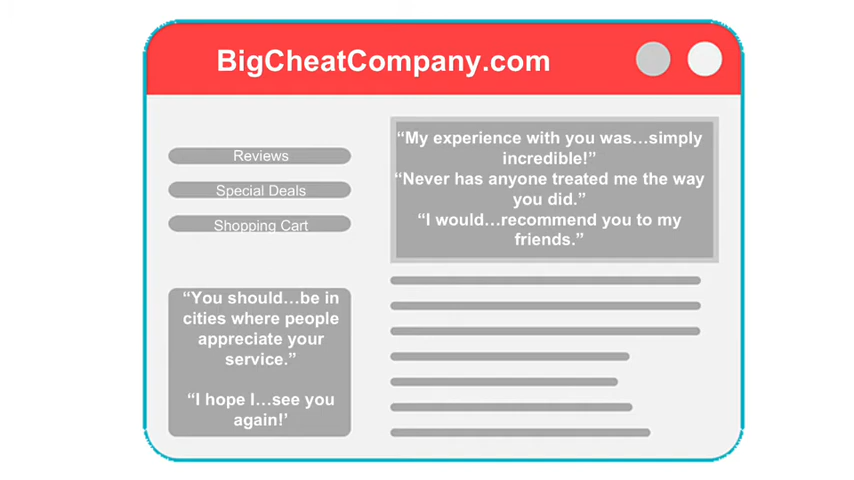 BigCheatCompany.com
Reviews
Special Deals
Shopping Cart
“My experience with you was…simply
incredible!”
“Never has anyone treated me the way
you did.”
“I would…recommend you to my
friends.”
“You should…be in
cities where people
appreciate your
service.”
“I hope I…see you
again!’